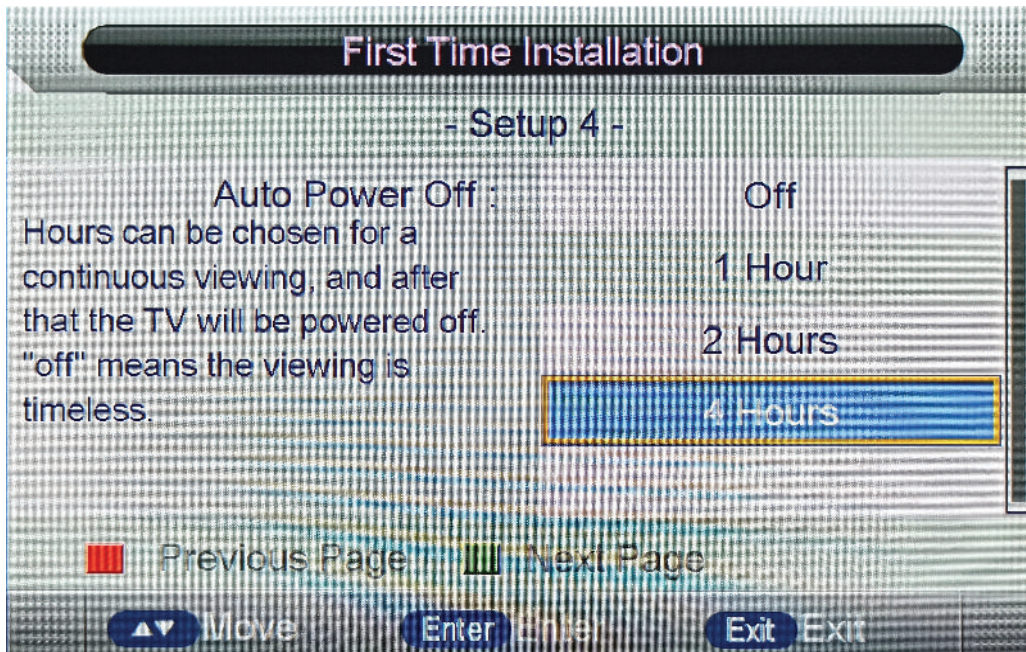 First Time Installation
- Setup 4 -
Auto Power Off :
Off
Hours can be chosen for a
continuous viewing, and after
that the TV will be powered off.
"off" means the viewing is
timeless.
1 Hour
2 Hours
4 Hours
Previous Page
Next Page
Move
Enter Enter
Exit Exit